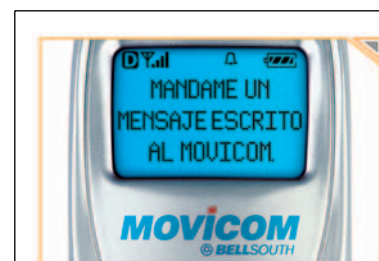 D
MANDAME UN
MENSAJE ESCRITO
AL MOVICOM.
MOVICOM
@ BELLSOUTH